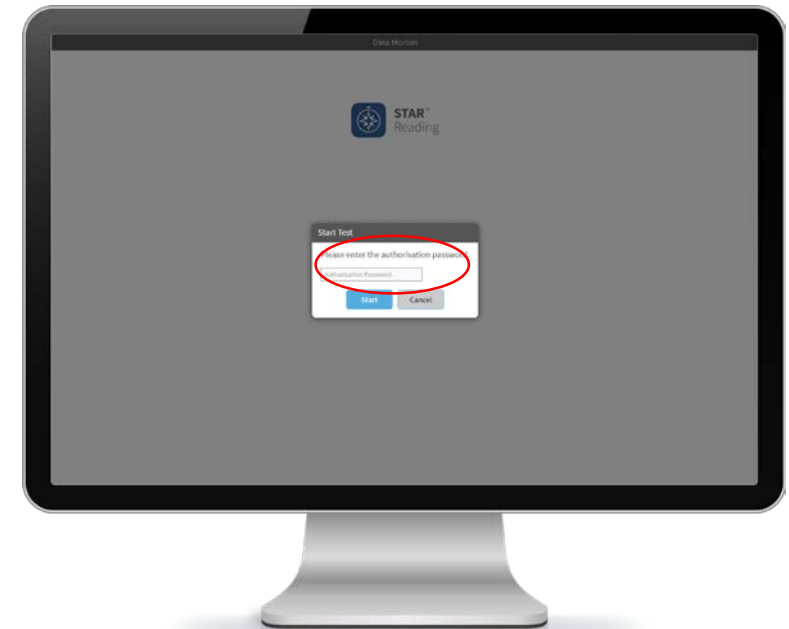 Dina Morton
STAR™
Reading
Start Test
Please enter the authorisation password
Authorisation Password
Start
Cancel